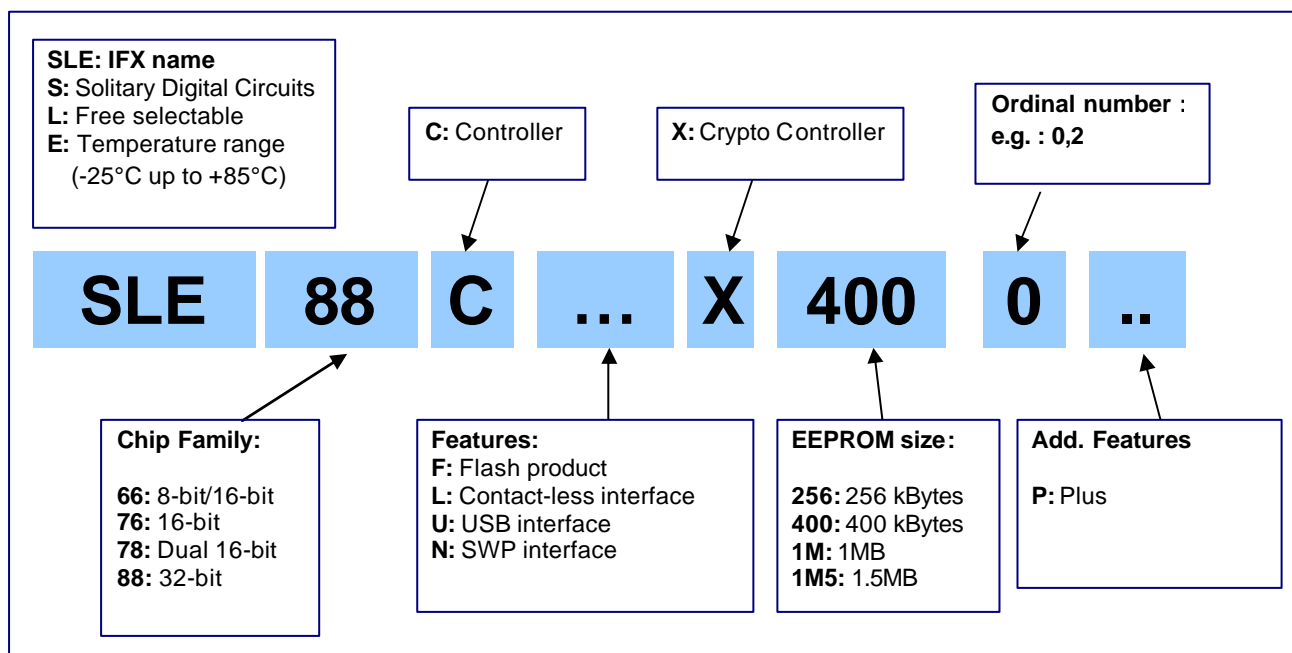 SLE: IFX name
S: Solitary Digital Circuits
L: Free selectable
E: Temperature range
(-25°C up to +85°C)
C: Controller
X: Crypto Controller
Ordinal number :
e.g. : 0,2
SLE 88 C ... X 400 0 ..
Chip Family:
66: 8-bit/16-bit
76: 16-bit
78: Dual 16-bit
88: 32-bit
Features:
F: Flash product
L: Contact-less interface
U: USB interface
N: SWP interface
EEPROM size:
256: 256 kBytes
400: 400 kBytes
1M: 1MB
1M5: 1.5MB
Add. Features
P: Plus